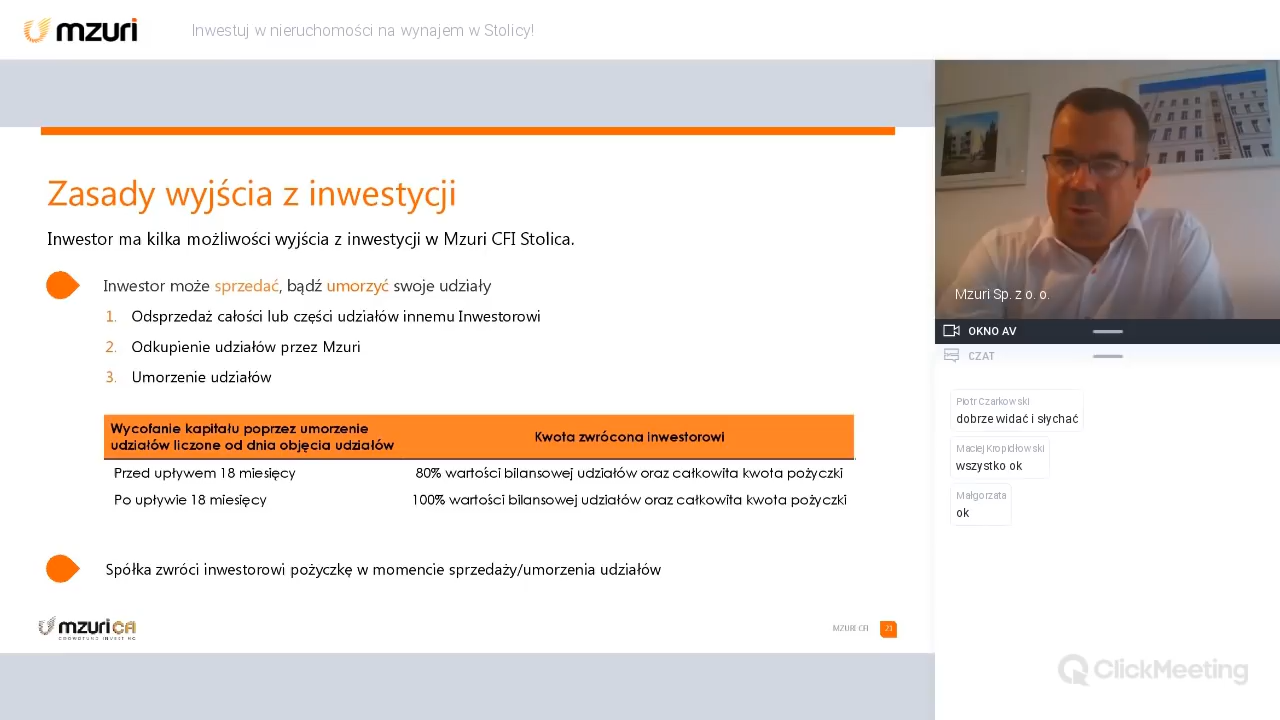 mzuri
Inwestuj w nieruchomości na wynajem w Stolicy!
Zasady wyjścia z inwestycji
Inwestor ma kilka możliwości wyjścia z inwestycji w Mzuri CFI Stolica.
Inwestor może sprzedać, bądź umorzyć swoje udziały
1. Odsprzedaż całości lub części udziałów innemu Inwestorowi
2. Odkupienie udziałów przez Mzuri
3. Umorzenie udziałów
Wycofanie kapitału poprzez umorzenie
udziałów liczone od dnia objęcia udziałów
Kwota zwrócona Inwestorowi
Przed upływem 18 miesięcy 80% wartości bilansowej udziałów oraz całkowita kwota pożyczki
Po upływie 18 miesięcy 100% wartości bilansowej udziałów oraz całkowita kwota pożyczki
Spółka zwróci inwestorowi pożyczkę w momencie sprzedaży/umorzenia udziałów
mzuri CFI
CROWDFUND INVESTING
MZURI CFI 21
Mzuri Sp. z o. o.
OKNO AV
CZAT
Piotr Czarkowski
dobrze widać i słychać
Maciej Kropidłowski
wszystko ok
Małgorzata
ok
ClickMeeting